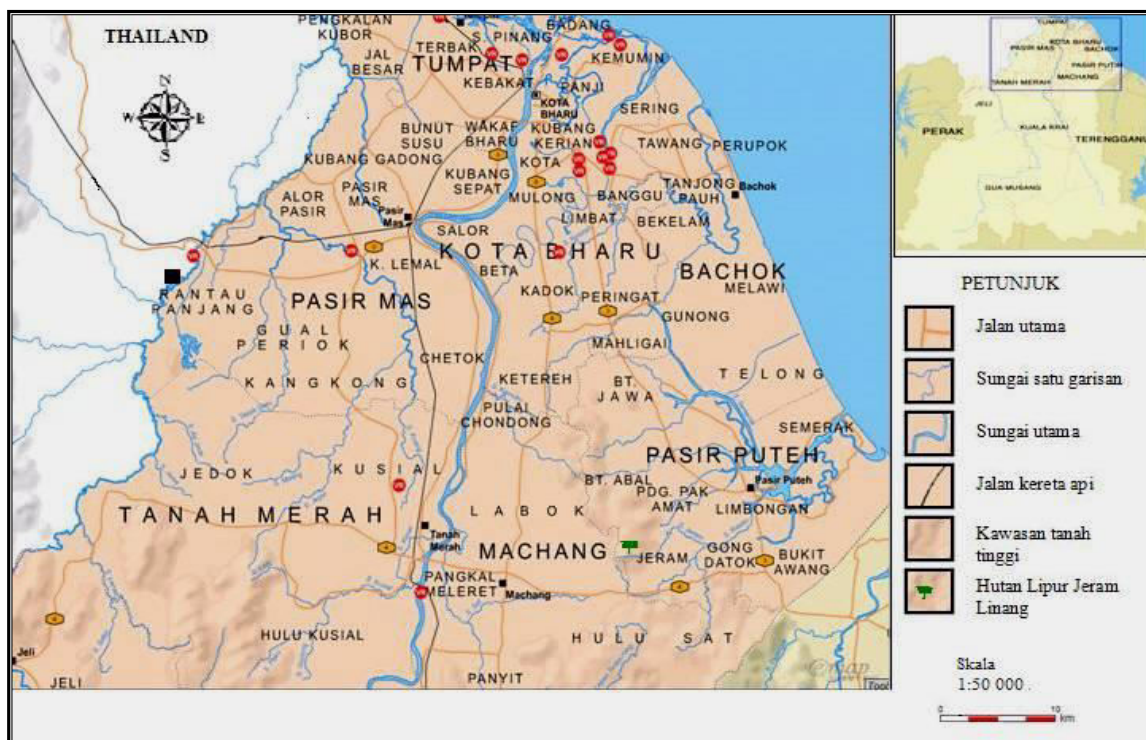 THAILAND
N
W
S
PENGKALAN
KUBOR
JAL
BESAR
TERBAK
S. PINANG
BADANG
TUMPAT
KEBAKAT
KEMUMIN
PANJI
KOTA
BHARU
SERING
BUNUT
SUSU
WAKAF
BHARU
KUBANG
KERIAN
TAWANG
PERUPOK
KUBANG GADONG
KOTA
KUBANG
SEPAT
ALOR
PASIR
PASIR
MAS
Pasir
Mas
MULONG
BANGGU
TANJONG
PAUH
Bachok
LIMBAT
BEKELAM
SALOR
KOTA BHARU
K. LEMAL
BETA
BACHOK
MELAWI
RANTAU
PANJANG
PASIR MAS
KADOK
PERINGAT
GUNONG
GUAL
PERIOK
MAHLIGAI
CHETOK
KANGKONG
KETEREH
BT.
JAWA
TELONG
PULAI
CHONDONG
SEMERAK
JEDOK
KUSIAL
PASIR PUTEH
BT. ABAL
PDG. PAK
AMAT
Pasir Puteh
LIMBONGAN
TANAH MERAH
LABOK
Tanah
Merah
MACHANG
JERAM
GONG
DATOK
BUKIT
AWANG
PANGKAL
MELERET
Machang
HULU KUSIAL
HULU SAT
Jeli
JELI
PANYIT
TUMPAT
KOTA BHARU
PASIR MAS
BACHOK
PASIR PUTIH
MACHANG
TANAH MERAH
JELI
PERAK
KUALA KRAI
TERENGGANU
GUA MUSANG
PETUNJUK
Jalan utama
Sungai satu garisan
Sungai utama
Jalan kereta api
Kawasan tanah
tinggi
Hutan Lipur Jeram
Linang
Skala
1:50 000 .
0 10
km